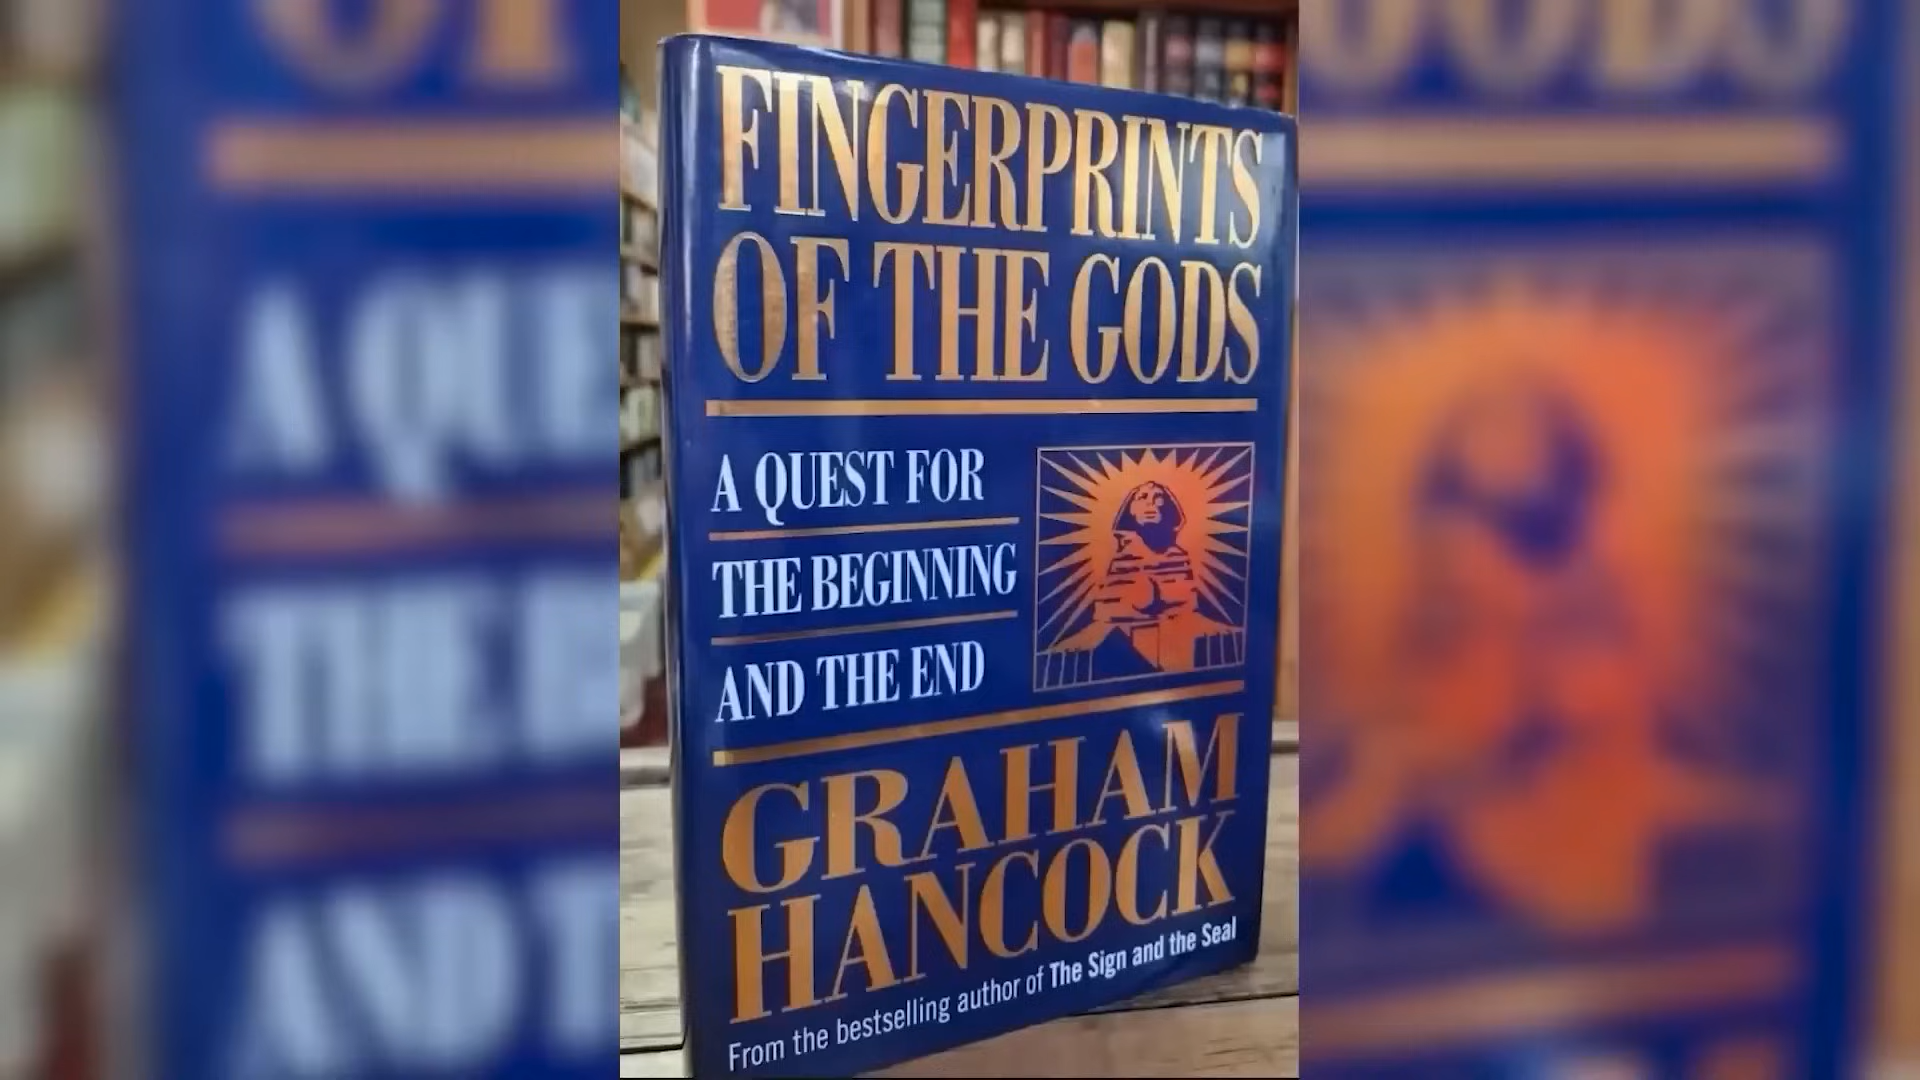 FINGERPRINTS
OF THE GODS
A QUEST FOR
THE BEGINNING
AND THE END
GRAHAM
HANCOCK
From the bestselling author of The Sign and the Seal